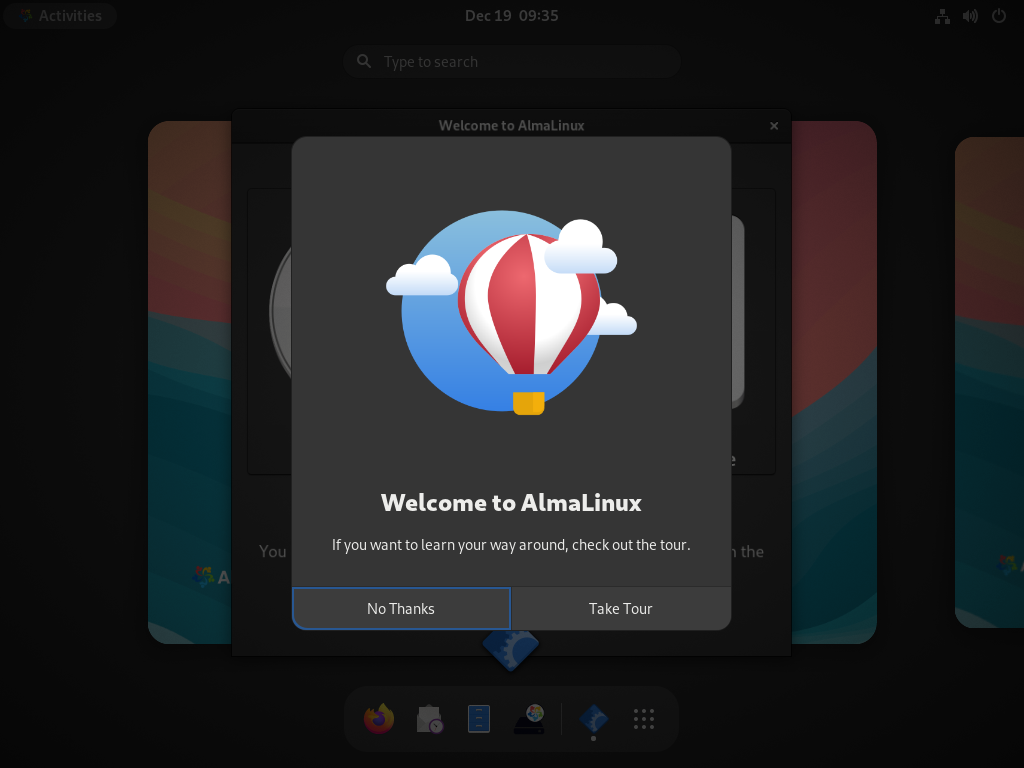 Activities
Dec 19 09:35
Type to search
Welcome to AlmaLinux
Welcome to AlmaLinux
If you want to learn your way around, check out the tour.
You
the
No Thanks
Take Tour